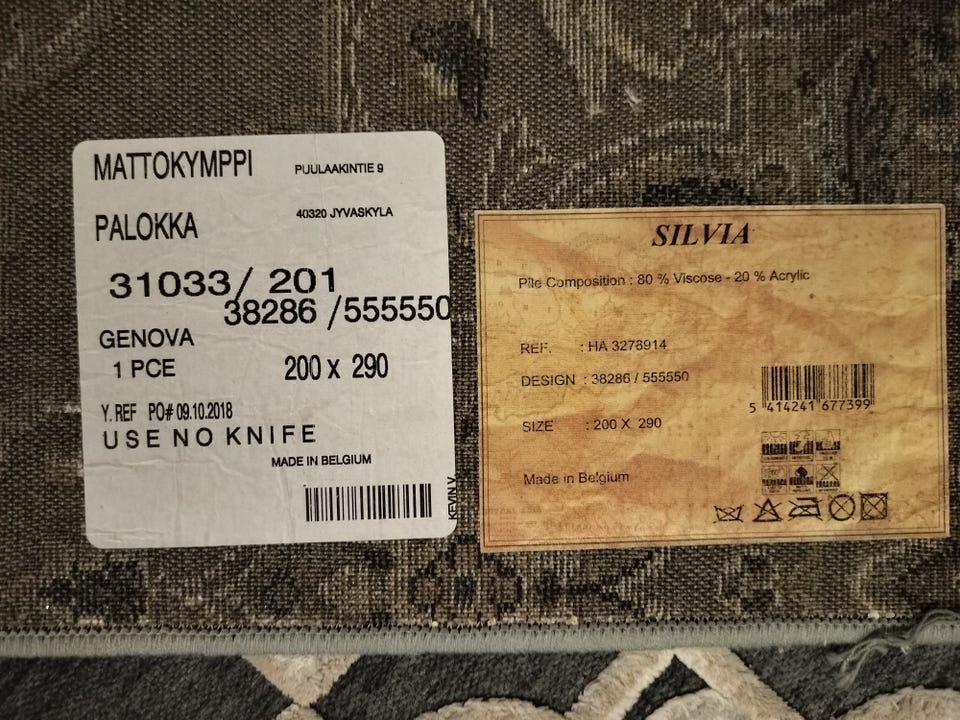 MATTOKYMPPI PUULAAKINTIE 9
PALOKKA 40320 JYVASKYLA
31033/ 201
38286 /555550
GENOVA
1 PCE 200 x 290
Y. REF PO# 09.10.2018
USE NO KNIFE
MADE IN BELGIUM
KEVIN.V.
SILVIA
Pile Composition : 80 % Viscose - 20 % Acrylic
REF. : HA 3278914
DESIGN : 38286 / 555550
5 414241 677399
SIZE : 200 X 290
Made in Belgium